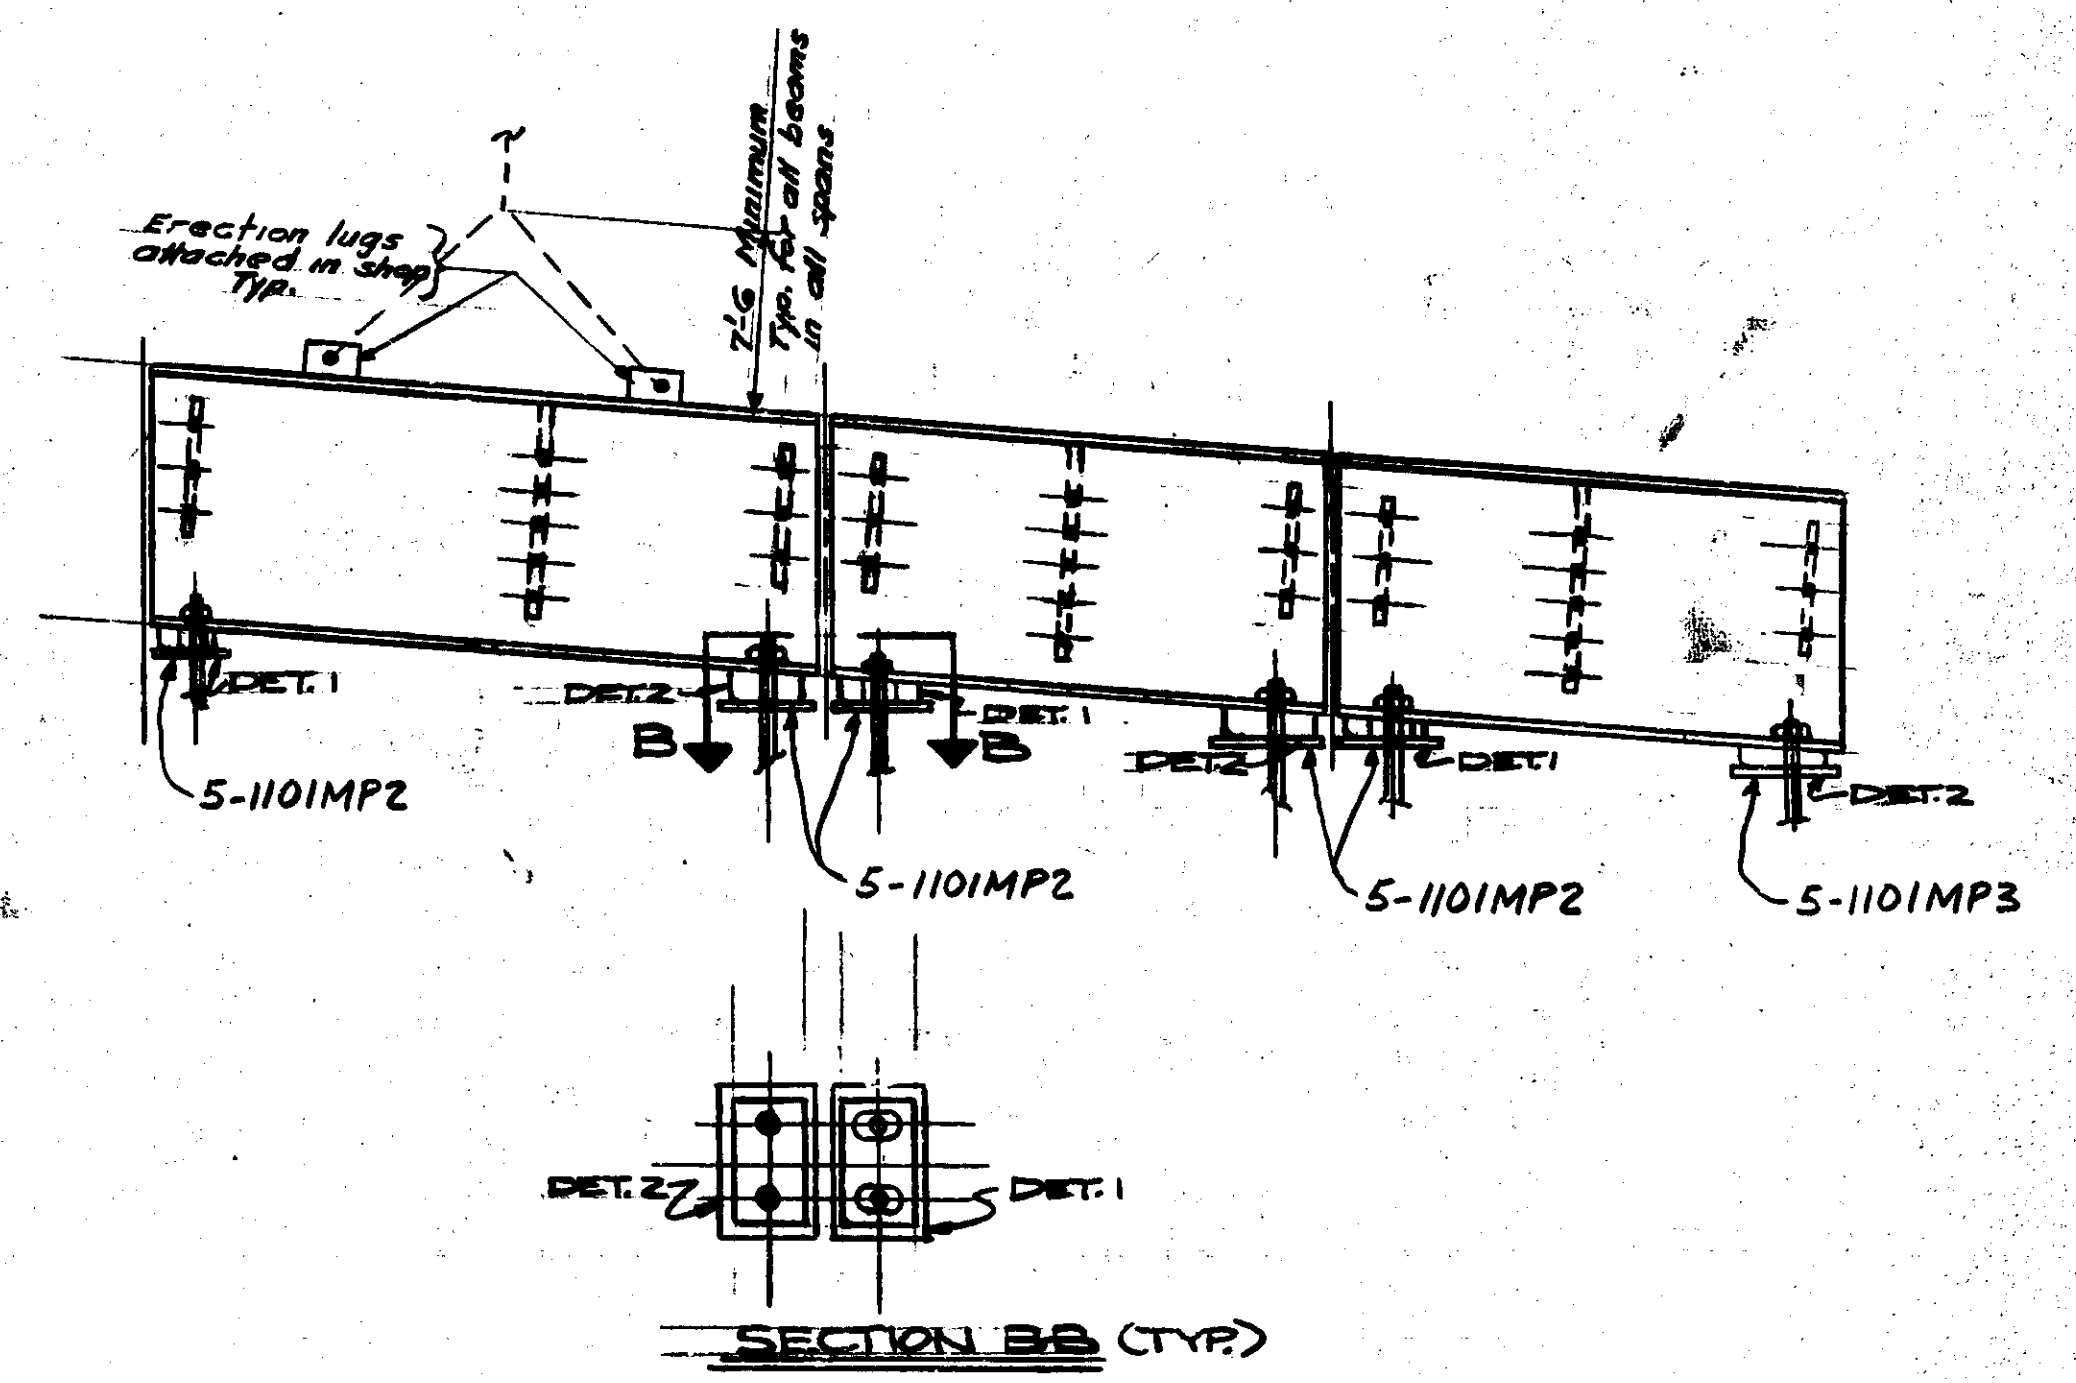 7'-6 Minimum
Typ. for all beams
in all spans
Erection lugs
attached in shop
Typ.
DET. 1
DET. 2
DET. 1
B
B
DET. 2
DET. 1
DET. 2
5-1101MP2
5-1101MP2
5-1101MP2
5-1101MP3
DET. 2
DET. 1
SECTION B-B (TYP.)